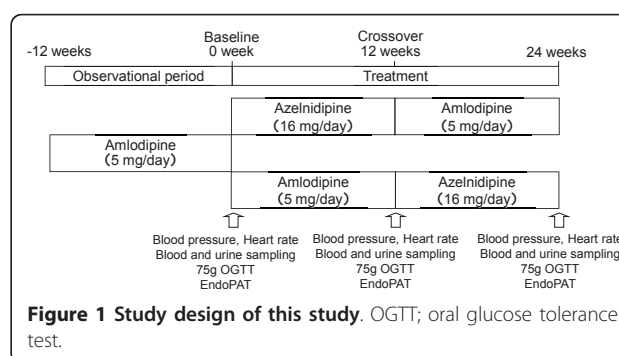 Baseline Crossover
-12 weeks 0 week 12 weeks 24 weeks
Observational period Treatment
Azelnidipine Amlodipine
(16 mg/day) (5 mg/day)
Amlodipine
(5 mg/day)
Amlodipine Azelnidipine
(5 mg/day) (16 mg/day)
Blood pressure, Heart rate Blood pressure, Heart rate Blood pressure, Heart rate
Blood and urine sampling Blood and urine sampling Blood and urine sampling
75g OGTT 75g OGTT 75g OGTT
EndoPAT EndoPAT EndoPAT
Figure 1 Study design of this study. OGTT; oral glucose tolerance
test.